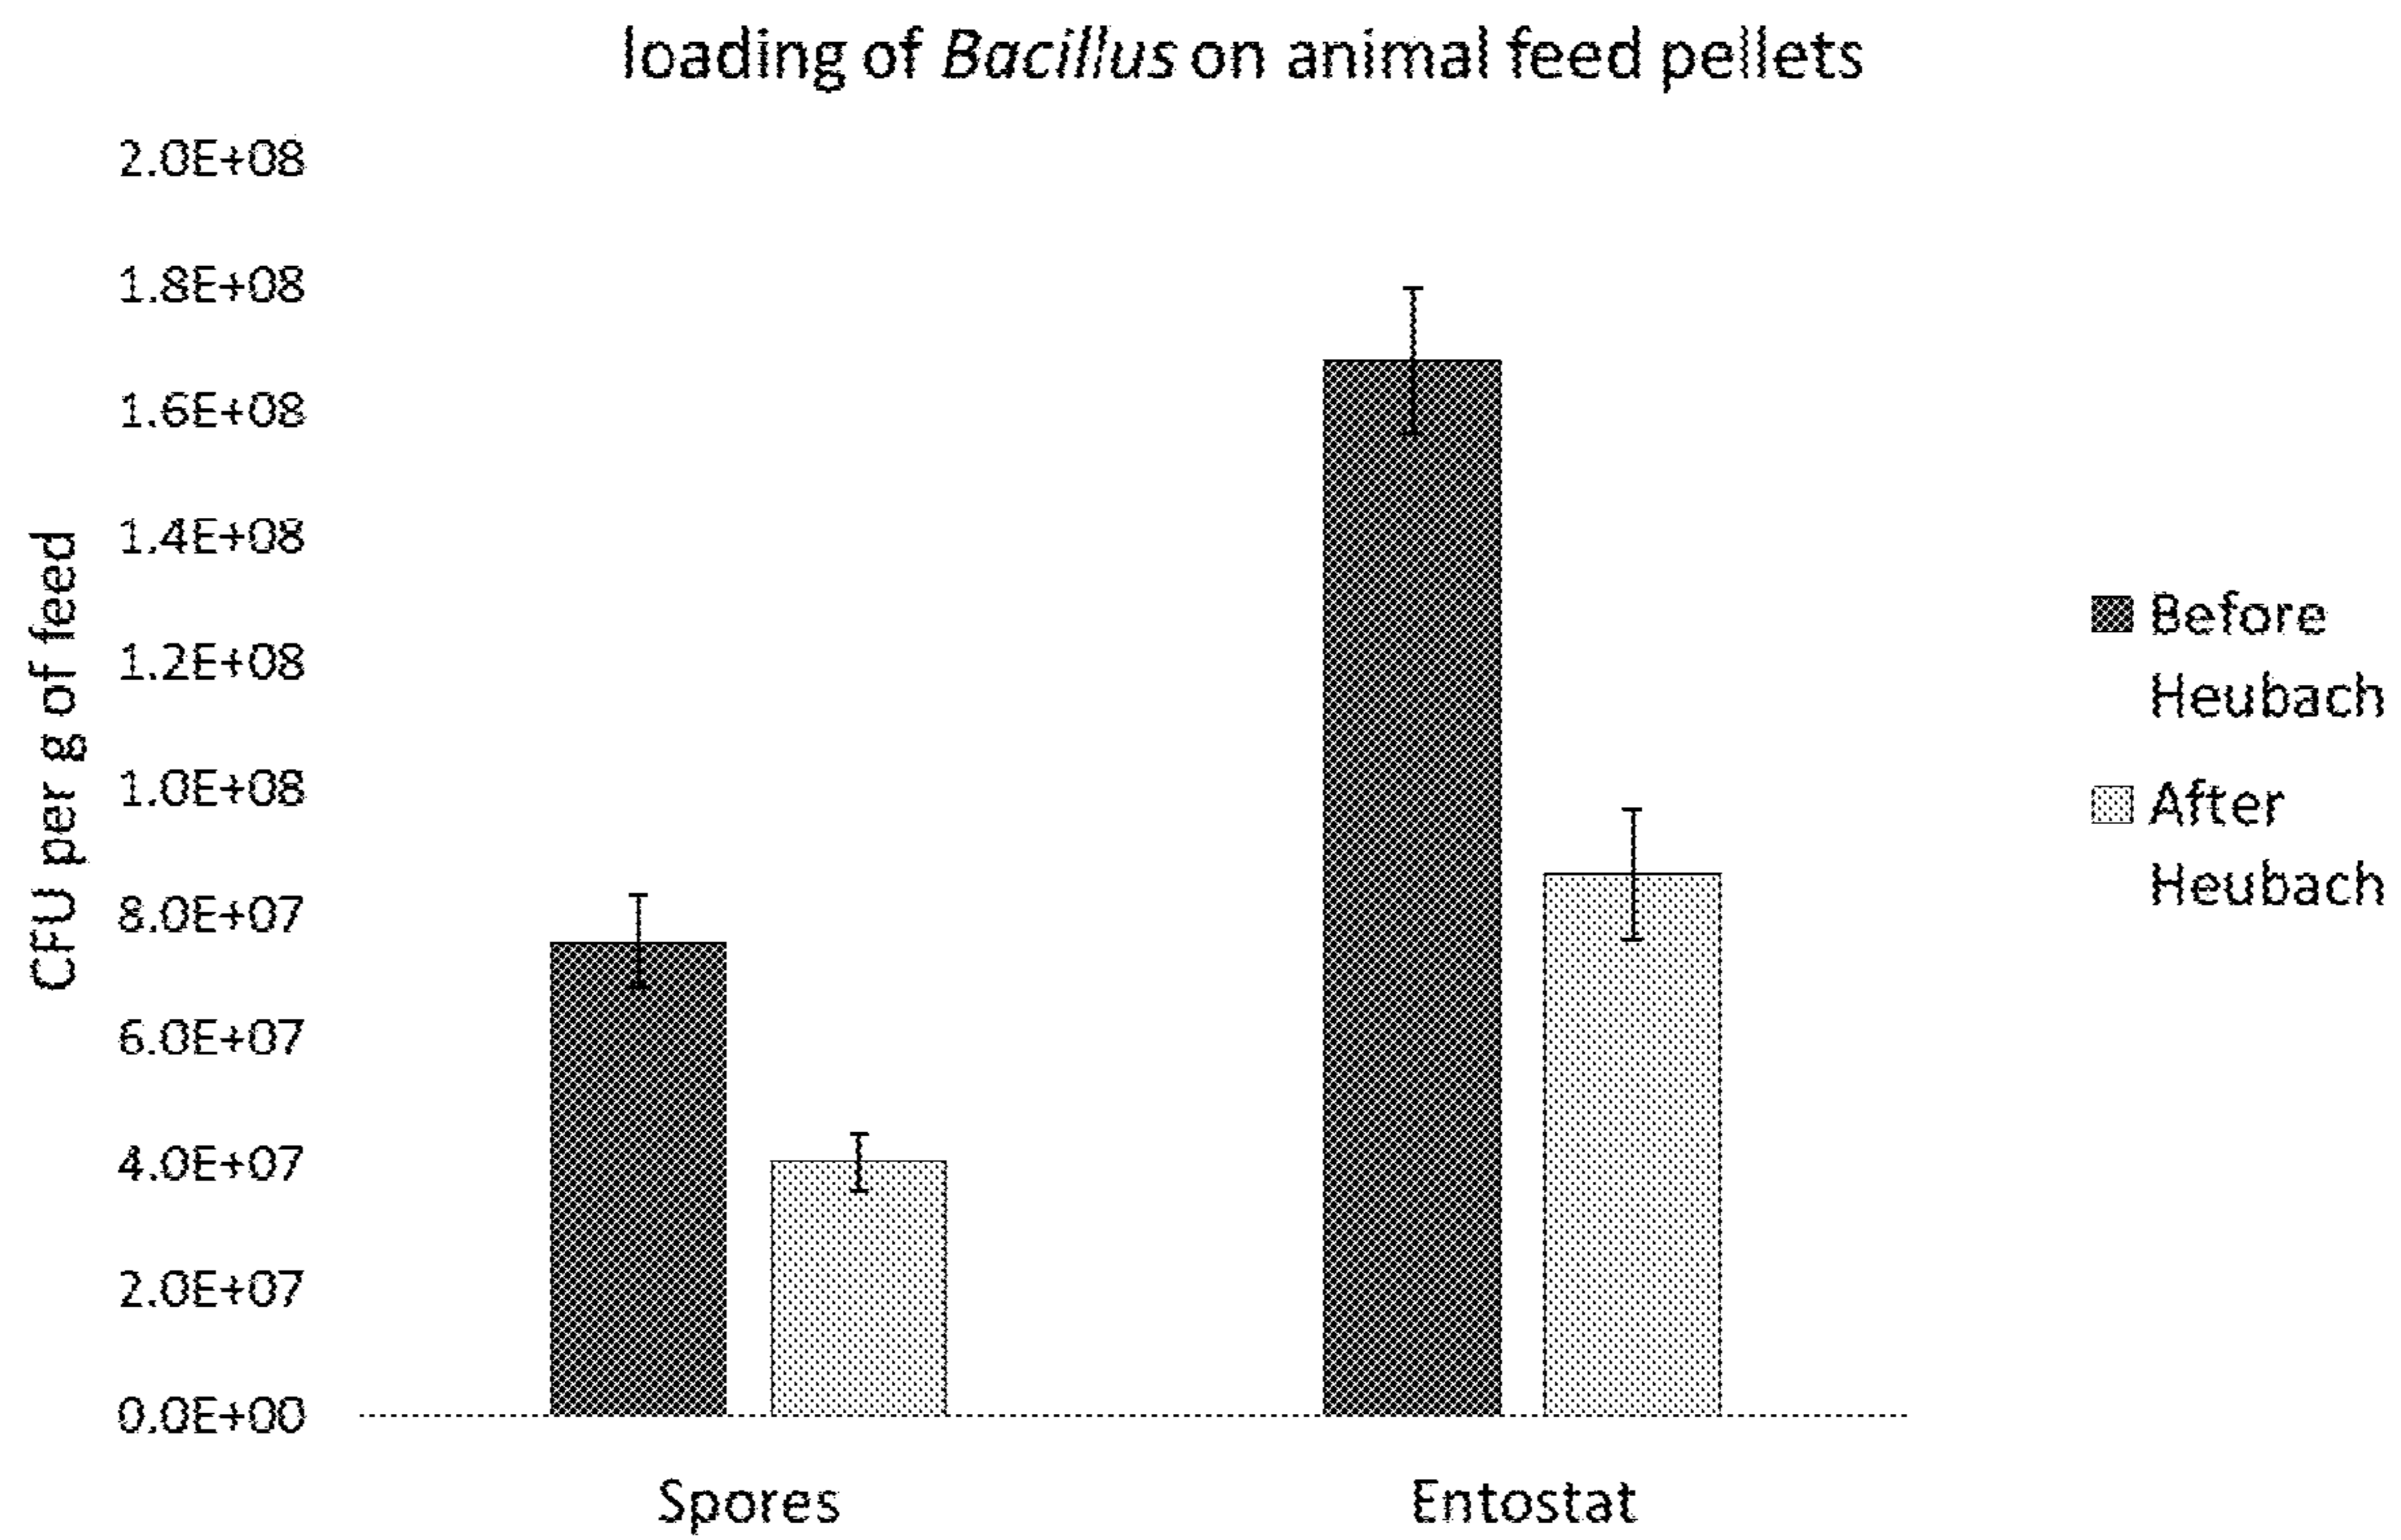 loading of Bacillus on animal feed pellets
2.0E+08
1.8E+08
1.6E+08
1.4E+08
1.2E+08
1.0E+08
8.0E+07
6.0E+07
4.0E+07
2.0E+07
0.0E+00
CFU per g of feed
Spores
Entostat
Before
Heubach
After
Heubach